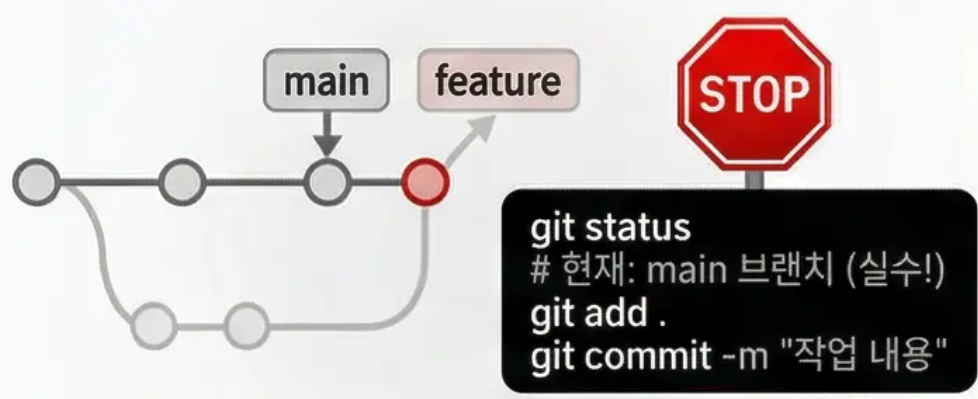 main
feature
STOP
git status
# 현재: main 브랜치 (실수!)
git add .
git commit -m "작업 내용"